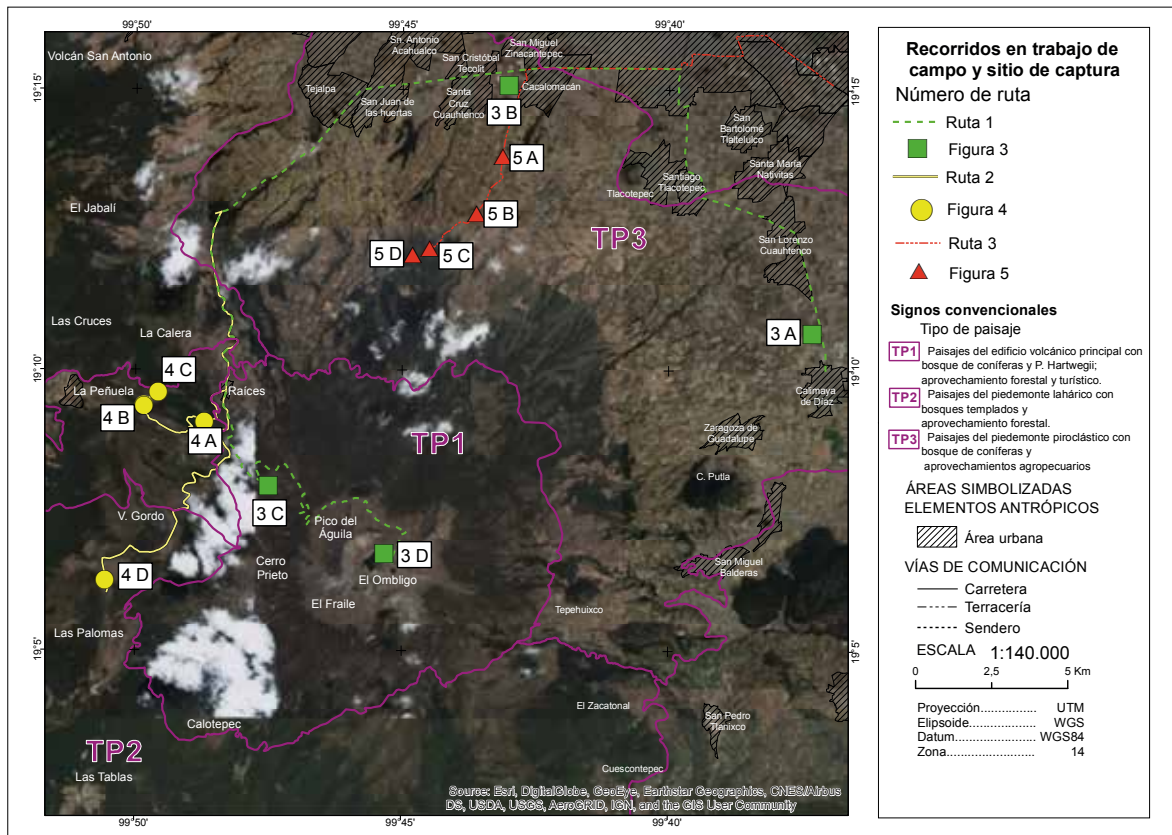 99°50'
99°45'
99°40'
Volcán San Antonio
Sn. Antonio
Acahualco
San Cristóbal
Tecolit
San Miguel
Zinacantepec
19°15'
19°15'
Tejalpa
San Juan de
las huertas
Santa
Cruz
Cuauhtenco
Cacalomacán
3 B
San
Bartolomé
Tlaltelulco
5 A
Santa María
Nativitas
Santiago
Tlacotepec
Tlacotepec
El Jabalí
5 B
TP3
San Lorenzo
Cuauhtenco
5 D
5 C
Las Cruces
La Calera
3 A
19°10'
19°10'
4 C
La Peñuela
Raíces
Calimaya
de Díaz
4 B
4 A
Zaragoza de
Guadalupe
TP1
C. Putla
3 C
V. Gordo
Pico del
Águila
3 D
Cerro
Prieto
El Ombligo
San Miguel
Balderas
4 D
El Fraile
Tepehuixco
Las Palomas
19°5'
19°5'
El Zacatonal
San Pedro
Tlanixco
Calotepec
TP2
Las Tablas
Cuescontepec
Source: Esri, DigitalGlobe, GeoEye, Earthstar Geographics, CNES/Airbus
DS, USDA, USGS, AeroGRID, IGN, and the GIS User Community
99°50'
99°45'
99°40'
Recorridos en trabajo de
campo y sitio de captura
Número de ruta
Ruta 1
Figura 3
Ruta 2
Figura 4
Ruta 3
Figura 5
Signos convencionales
Tipo de paisaje
TP1 Paisajes del edificio volcánico principal con
bosque de coníferas y P. Hartwegii;
aprovechamiento forestal y turístico.
TP2 Paisajes del piedemonte lahárico con
bosques templados y
aprovechamiento forestal.
TP3 Paisajes del piedemonte piroclástico con
bosque de coníferas y
aprovechamientos agropecuarios
ÁREAS SIMBOLIZADAS
ELEMENTOS ANTRÓPICOS
Área urbana
VÍAS DE COMUNICACIÓN
Carretera
Terracería
Sendero
ESCALA 1:140.000
0 2,5 5 Km
Proyección................ UTM
Elipsoide................... WGS
Datum....................... WGS84
Zona......................... 14